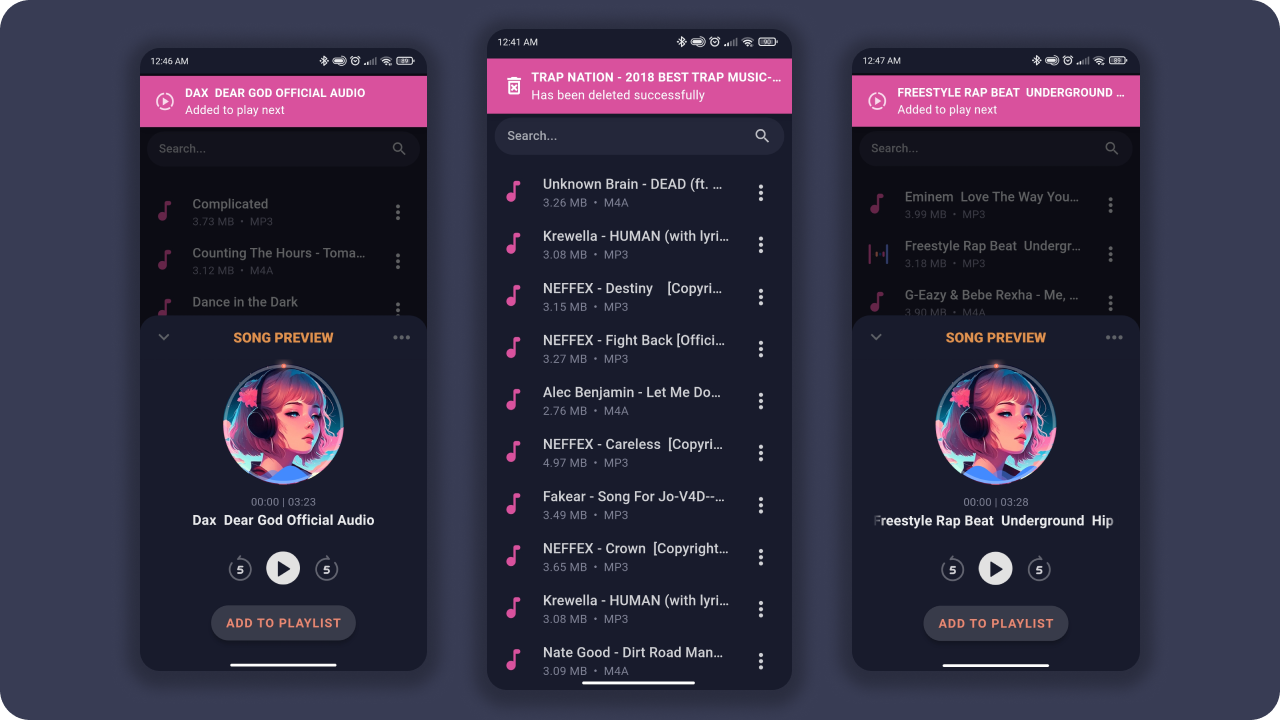 12:46 AM
89
DAX DEAR GOD OFFICIAL AUDIO
Added to play next
Search...
Complicated
3.73 MB • MP3
Counting The Hours - Toma...
3.12 MB • M4A
Dance in the Dark
SONG PREVIEW
00:00 | 03:23
Dax Dear God Official Audio
5
5
ADD TO PLAYLIST
12:41 AM
90
TRAP NATION - 2018 BEST TRAP MUSIC-...
Has been deleted successfully
Search...
Unknown Brain - DEAD (ft. ...
3.26 MB • M4A
Krewella - HUMAN (with lyri...
3.08 MB • MP3
NEFFEX - Destiny [Copyri...
3.15 MB • MP3
NEFFEX - Fight Back [Offici...
3.27 MB • MP3
Alec Benjamin - Let Me Do...
2.76 MB • M4A
NEFFEX - Careless [Copyri...
4.97 MB • MP3
Fakear - Song For Jo-V4D--...
3.49 MB • MP3
NEFFEX - Crown [Copyright...
3.65 MB • MP3
Krewella - HUMAN (with lyri...
3.08 MB • MP3
Nate Good - Dirt Road Man...
3.09 MB • M4A
12:47 AM
89
FREESTYLE RAP BEAT UNDERGROUND ...
Added to play next
Search...
Eminem Love The Way You...
3.99 MB • MP3
Freestyle Rap Beat Undergr...
3.18 MB • MP3
G-Eazy & Bebe Rexha - Me, ...
3.90 MB • M4A
SONG PREVIEW
00:00 | 03:28
Freestyle Rap Beat Underground Hip
5
5
ADD TO PLAYLIST